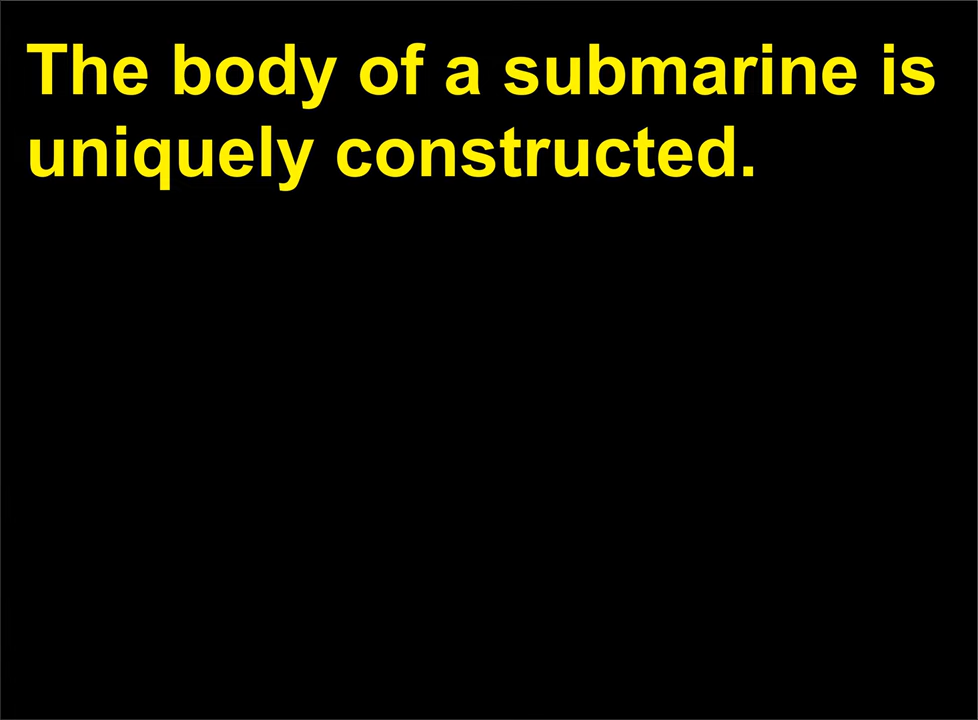 The body of a submarine is
uniquely constructed.